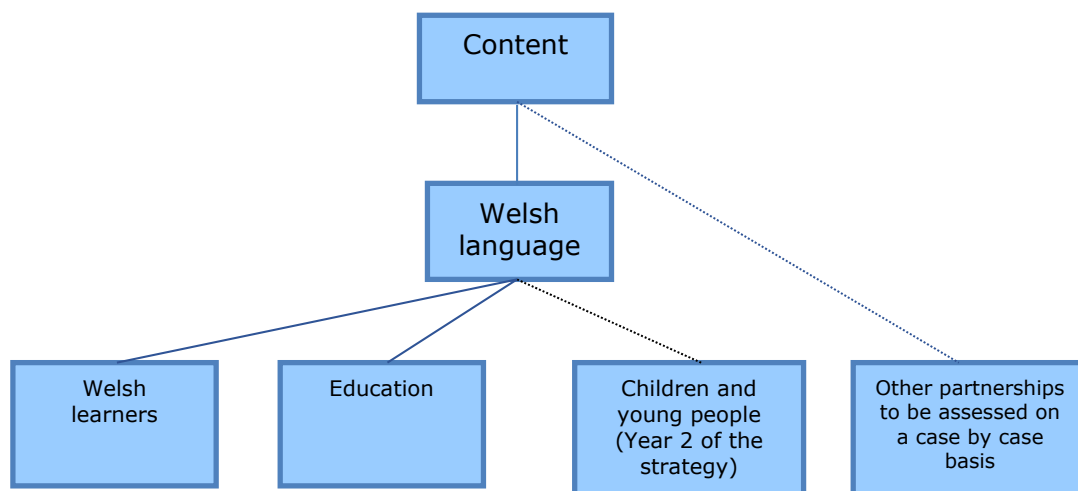 Content
Welsh
language
Welsh
learners
Education
Children and
young people
(Year 2 of the
strategy)
Other partnerships
to be assessed on
a case by case
basis